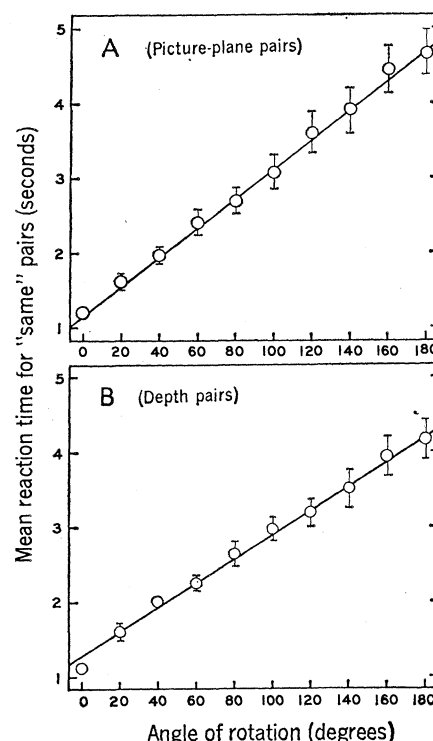 Mean reaction time for "same" pairs (seconds)
A (Picture-plane pairs)
5
4
3
2
1
0 20 40 60 80 100 120 140 160 180
B (Depth pairs)
5
4
3
2
1
0 20 40 60 80 100 120 140 160 180
Angle of rotation (degrees)